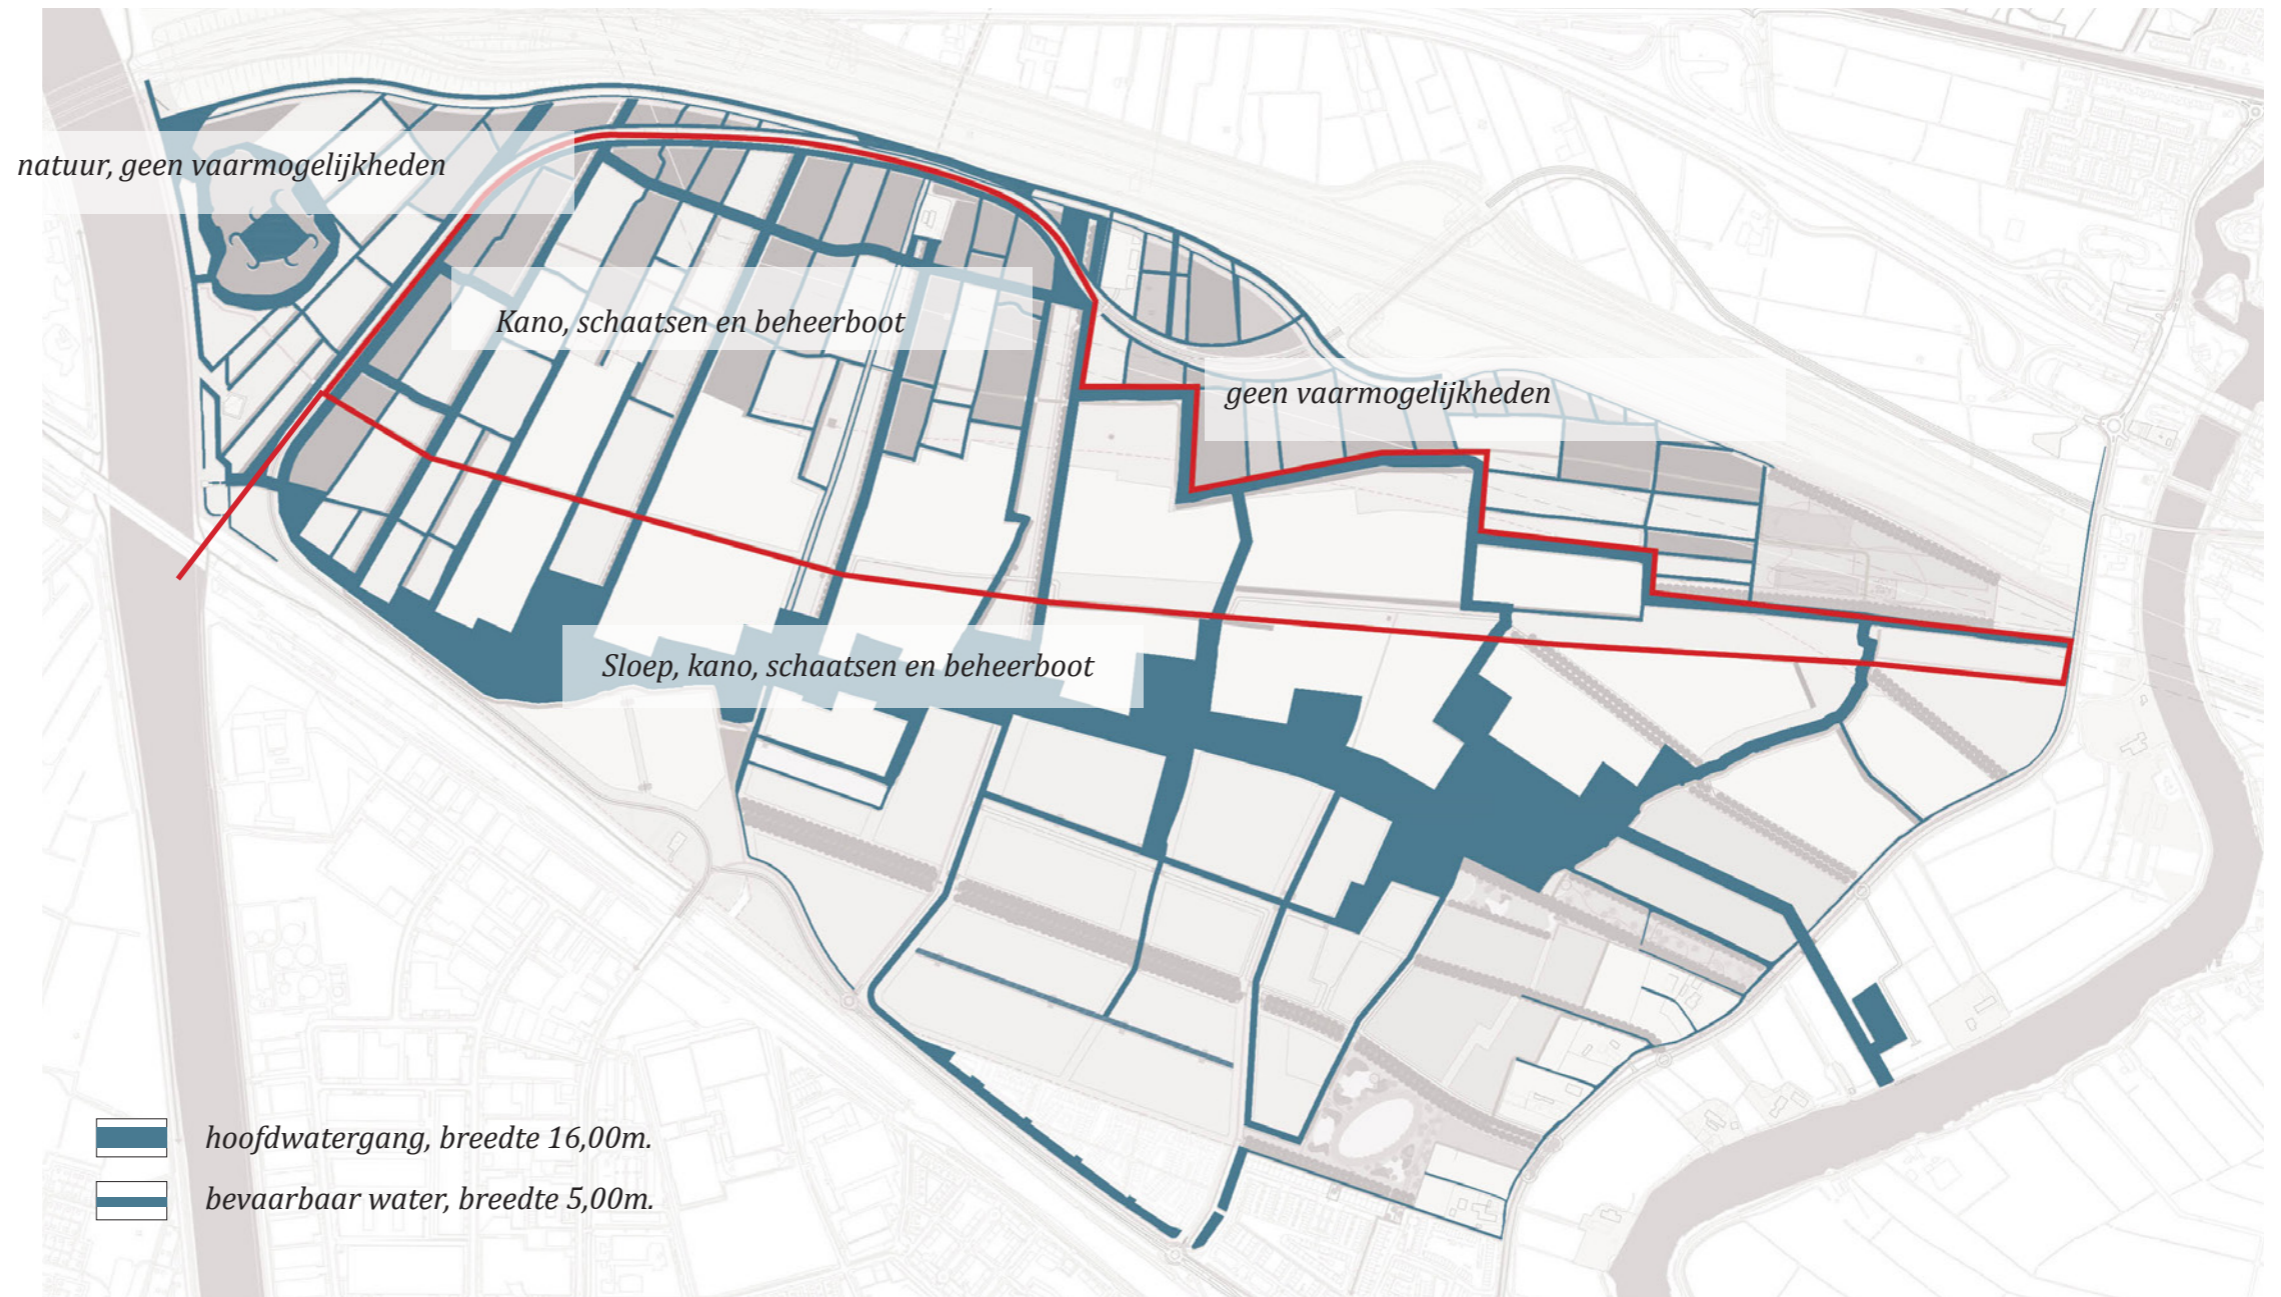 natuur, geen vaarmogelijkheden
Kano, schaatsen en beheerboot
geen vaarmogelijkheden
Sloep, kano, schaatsen en beheerboot
hoofdwatergang, breedte 16,00m.
bevaarbaar water, breedte 5,00m.